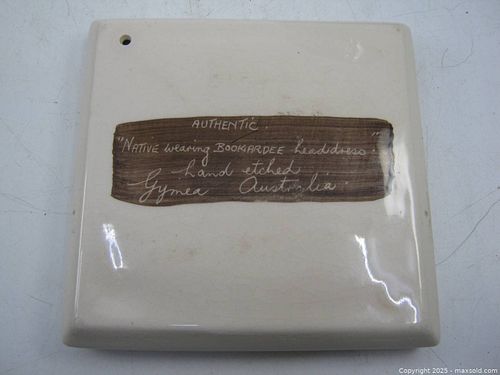 AUTHENTIC.
"NATIVE wearing BOOKARDEE headdress."
hand etched.
Gymea Australia.
Copyright 2025 - maxsold.com